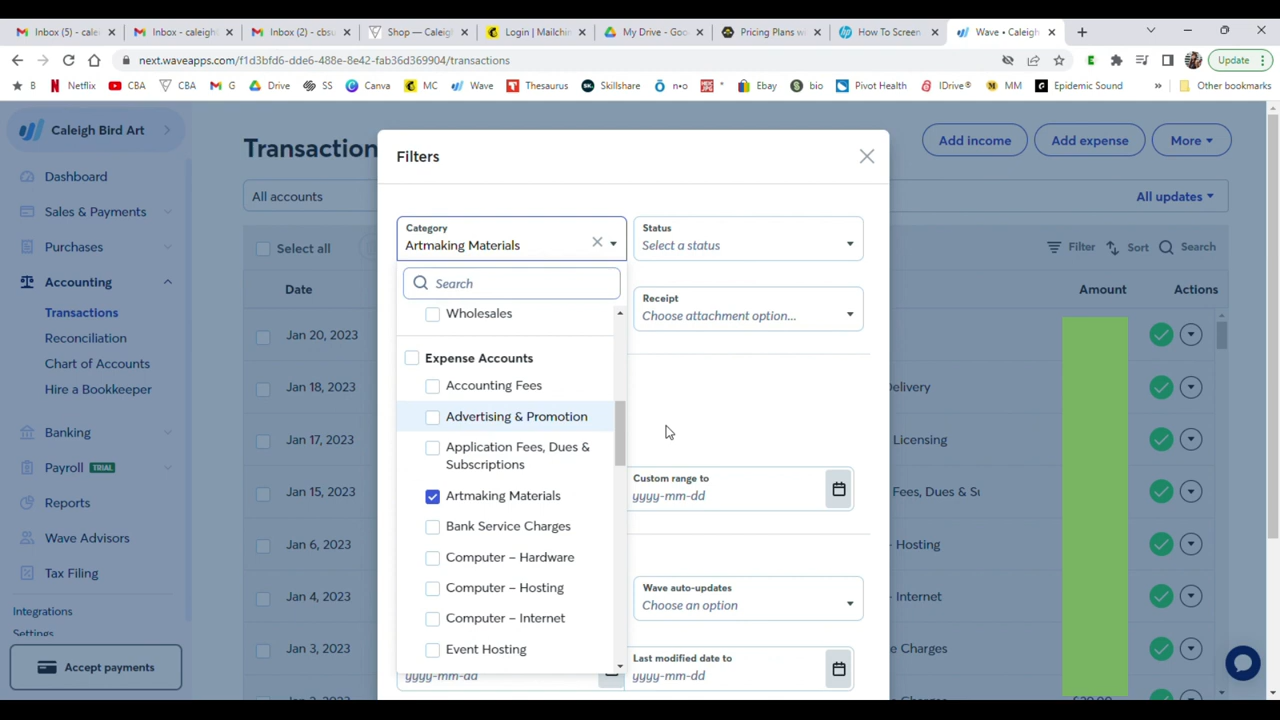 Inbox (5) - calei
Inbox - caleighl
Inbox (2) - cbsu
Shop — Caleig
Login | Mailchin
My Drive - Goo
Pricing Plans w
How To Screen
Wave • Caleigh
next.waveapps.com/f1d3bfd6-dde6-488e-8e42-fab36d369904/transactions
Update
B
Netflix
CBA
CBA
G
Drive
SS
Canva
MC
Wave
Thesaurus
Skillshare
n•o
Ebay
bio
Pivot Health
IDrive®
MM
Epidemic Sound
»
Other bookmarks
Caleigh Bird Art
Dashboard
Sales & Payments
Purchases
Accounting
Transactions
Reconciliation
Chart of Accounts
Hire a Bookkeeper
Banking
Payroll TRIAL
Reports
Wave Advisors
Tax Filing
Integrations
Settings
Accept payments
Transaction
Add income
Add expense
More
All accounts
All updates
Select all
Filter
Sort
Search
Date
Amount
Actions
Jan 20, 2023
Jan 18, 2023
Delivery
Jan 17, 2023
Licensing
Jan 15, 2023
Fees, Dues & Su
Jan 6, 2023
- Hosting
Jan 4, 2023
- Internet
Jan 3, 2023
e Charges
Filters
Category
Artmaking Materials
Status
Select a status
Search
Receipt
Choose attachment option...
Wholesales
Expense Accounts
Accounting Fees
Advertising & Promotion
Application Fees, Dues &
Subscriptions
Artmaking Materials
Bank Service Charges
Computer – Hardware
Computer – Hosting
Computer – Internet
Event Hosting
Custom range to
yyyy-mm-dd
Wave auto-updates
Choose an option
Last modified date to
yyyy-mm-dd
yyyy-mm-dd